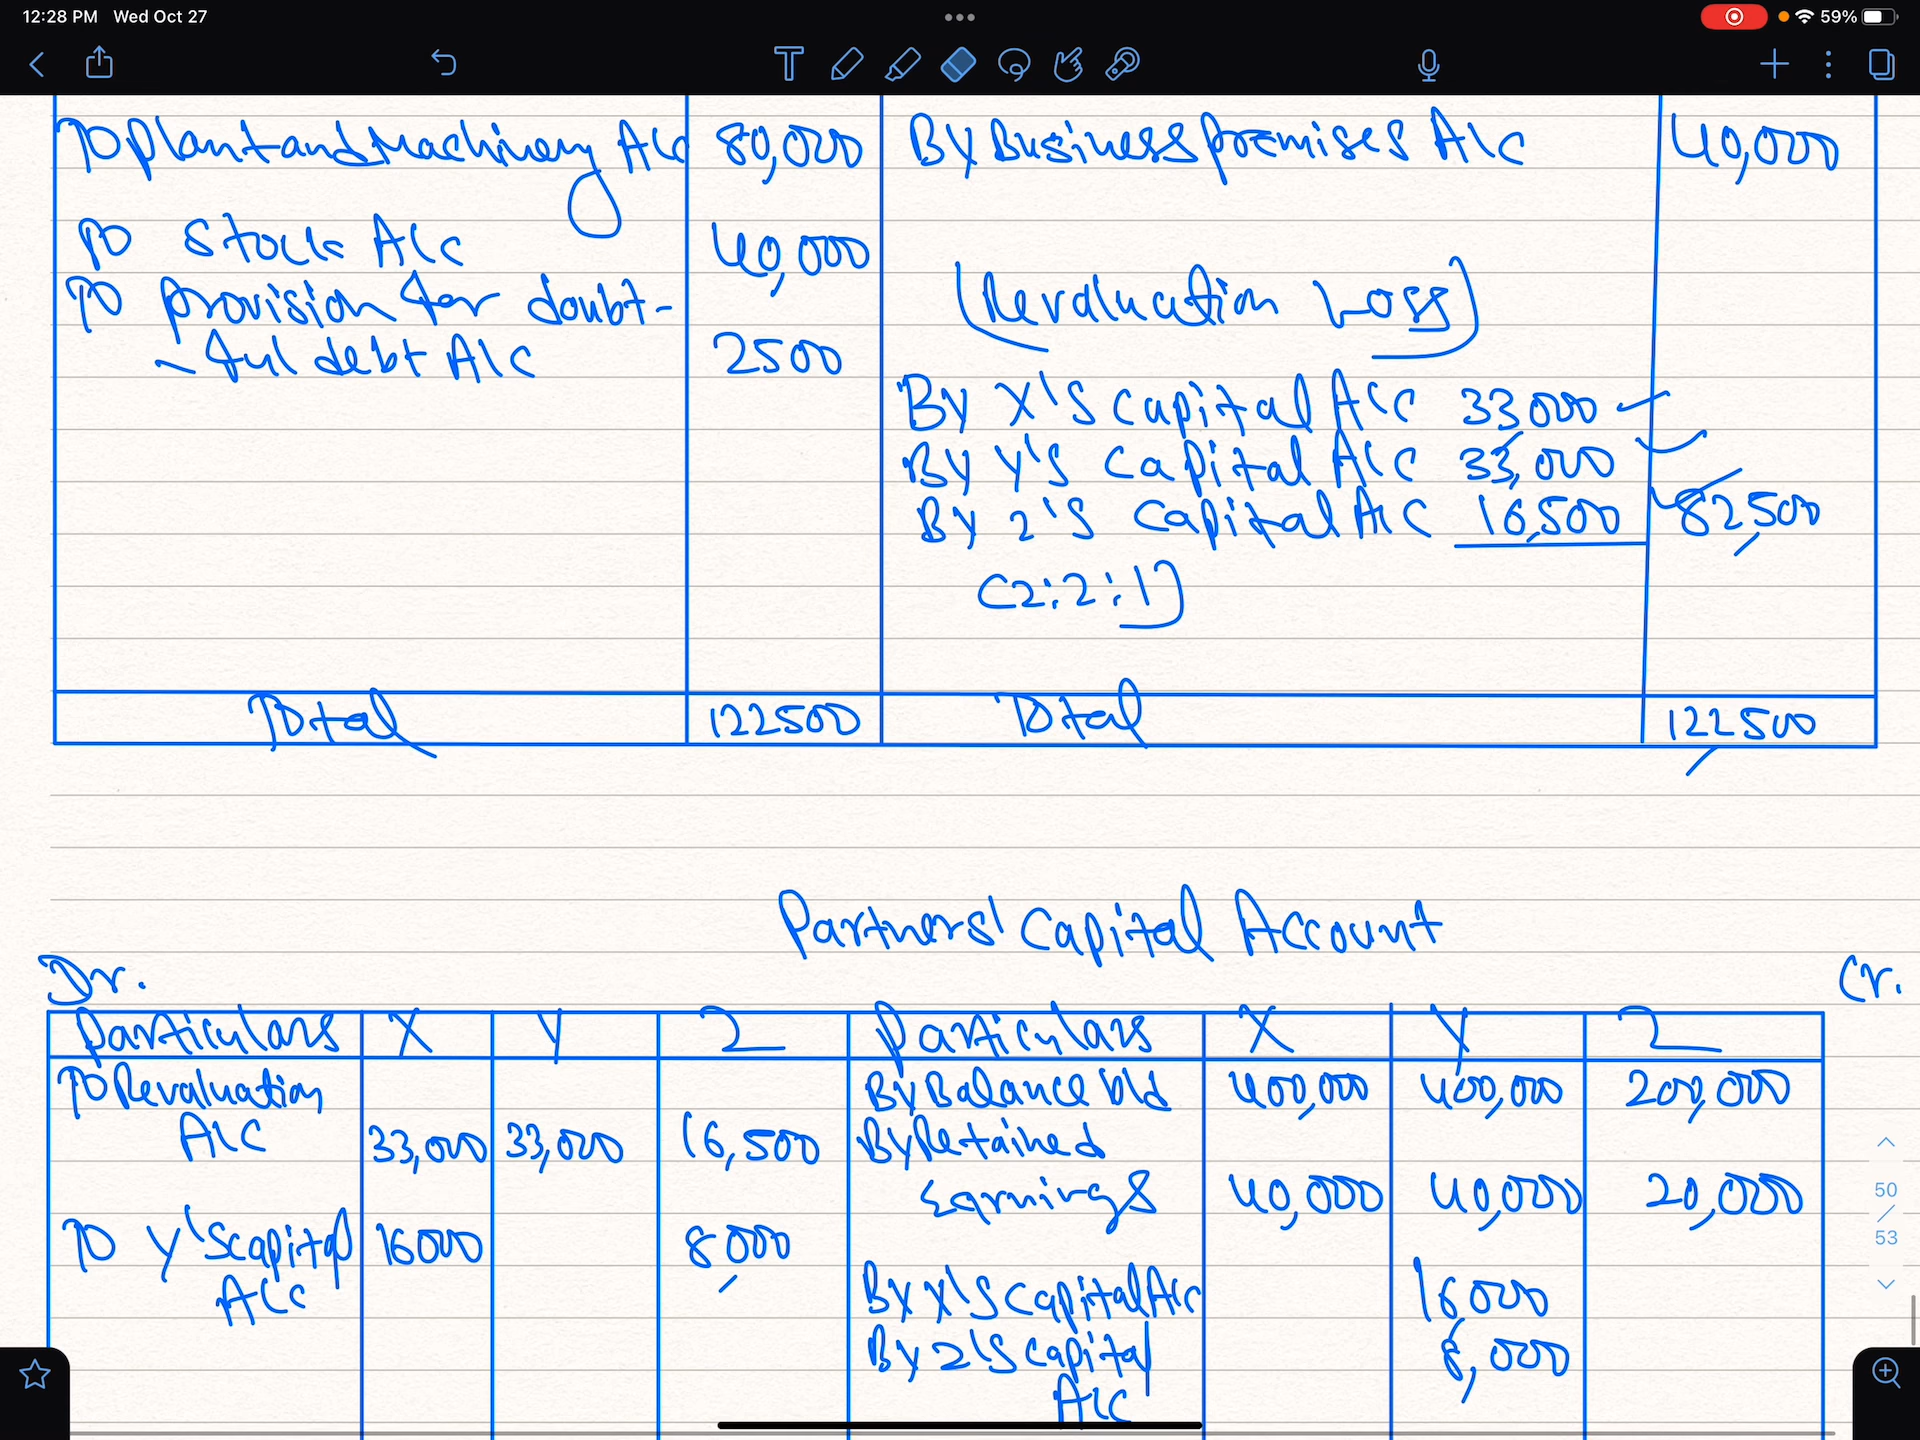 12:28 PM Wed Oct 27
59%
To Plant and Machinery A/c 80,000 By Business Premises A/c 40,000
To Stock A/c 40,000
(Revaluation Loss)
To provision for doubt-
-ful debt A/c 2500
By X's Capital A/c 33,000
By Y's Capital A/c 33,000
By Z's Capital A/c 16,500 82,500
(2:2:1)
Total 122500 Total 122500
Partners' Capital Account
Dr. Cr.
Particulars X Y Z Particulars X Y Z
To Revaluation By Balance b/d 400,000 400,000 200,000
A/c 33,000 33,000 16,500 By Retained
Earnings 40,000 40,000 20,000
To Y's Capital 16000 8,000
A/c By X's Capital A/c 16000
By Z's Capital 8,000
A/c
50
/
53